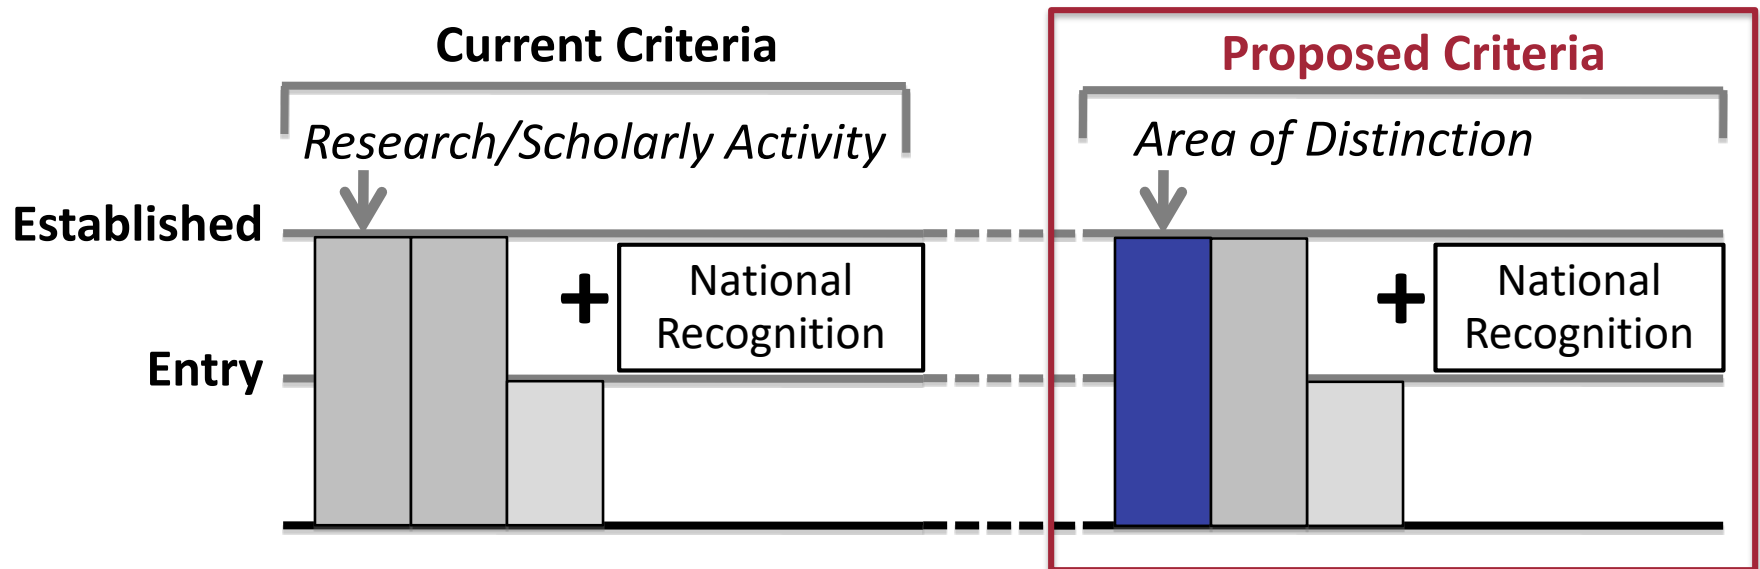 Current Criteria
Proposed Criteria
Research/Scholarly Activity
Area of Distinction
Established
+
National
Recognition
+
National
Recognition
Entry